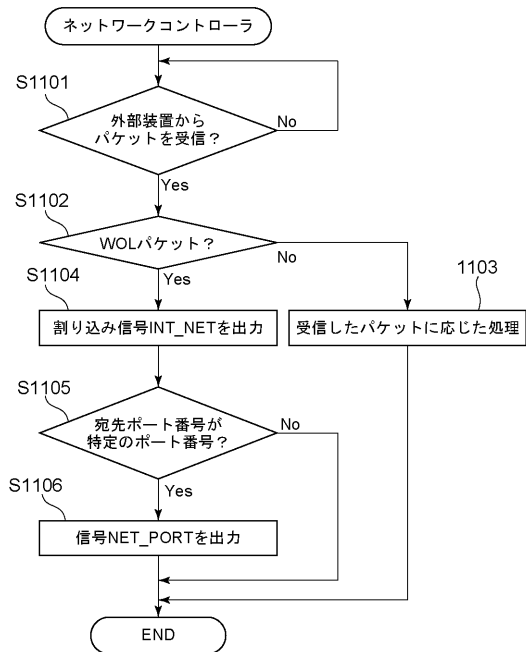 ネットワークコントローラ
S1101
外部装置から
パケットを受信？
No
Yes
S1102
WOLパケット？
No
Yes
S1104
1103
割り込み信号INT_NETを出力
受信したパケットに応じた処理
S1105
宛先ポート番号が
特定のポート番号？
No
Yes
S1106
信号NET_PORTを出力
END